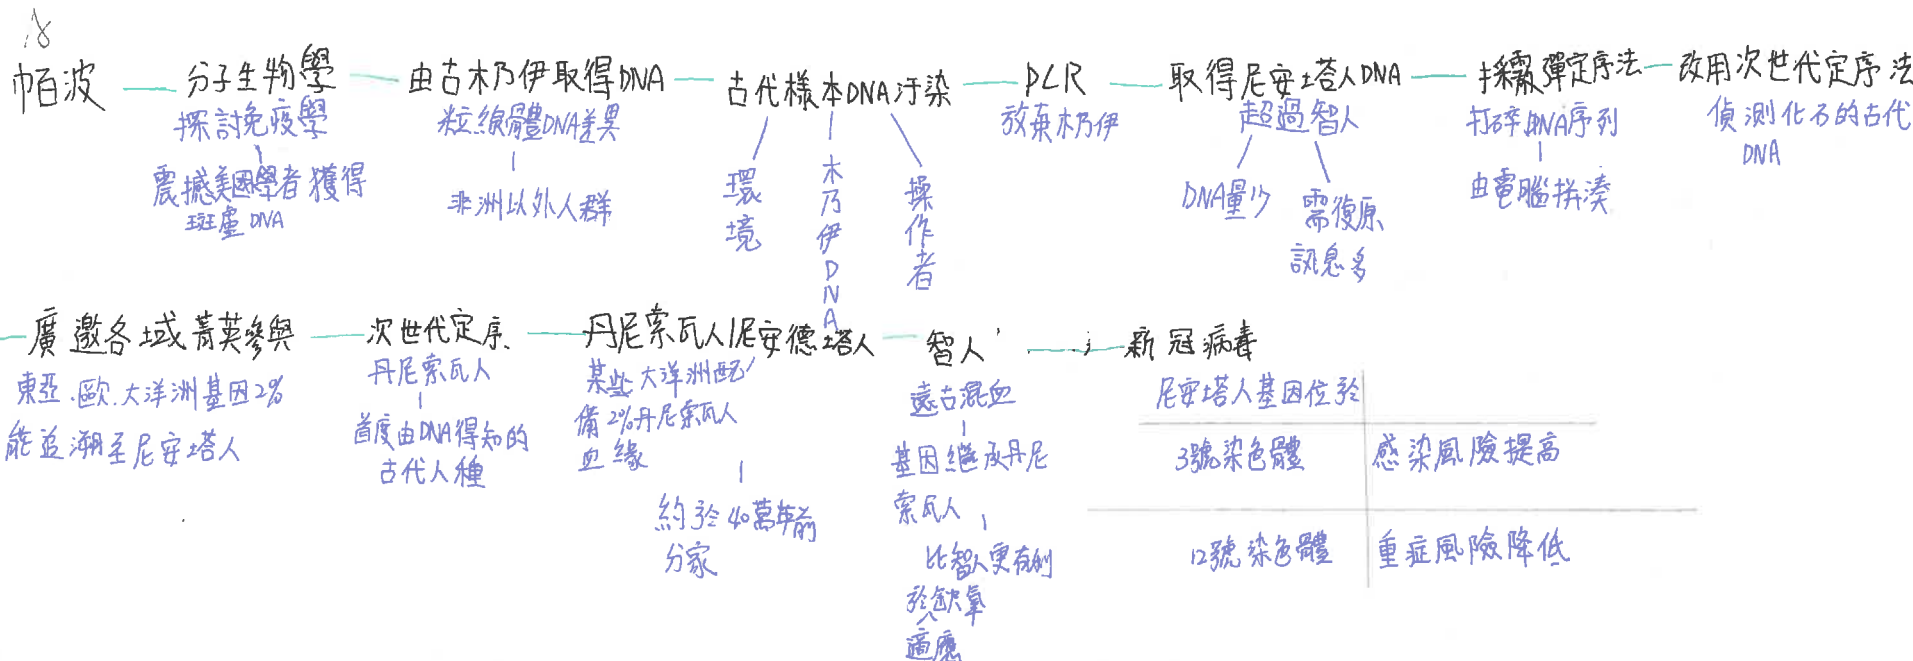 18
帕波 — 分子生物學 — 由古木乃伊取得DNA — 古代樣本DNA汙染 — PCR — 取得尼安塔人DNA — 採霰彈定序法 — 改用次世代定序法
探討免疫學
震撼美國學者獲得
斑驢DNA
粒線體DNA差異
非洲以外人群
環境
木乃伊DNA
操作者
放棄木乃伊
超過智人
DNA量少
需復原
訊息多
打碎DNA序列
由電腦拼湊
偵測化石的古代
DNA
— 廣邀各域菁英參與 — 次世代定序 — 丹尼索瓦人/尼安德塔人 — 智人 — 新冠病毒
東亞.歐.大洋洲基因2%
能追溯至尼安塔人
丹尼索瓦人
首度由DNA得知的
古代人種
某些大洋洲
備2%丹尼索瓦人
血緣
約於40萬年前
分家
遠古混血
基因繼承丹尼
索瓦人
比智人更有利
於缺氧
適應
尼安塔人基因位於
3號染色體 感染風險提高
12號染色體 重症風險降低